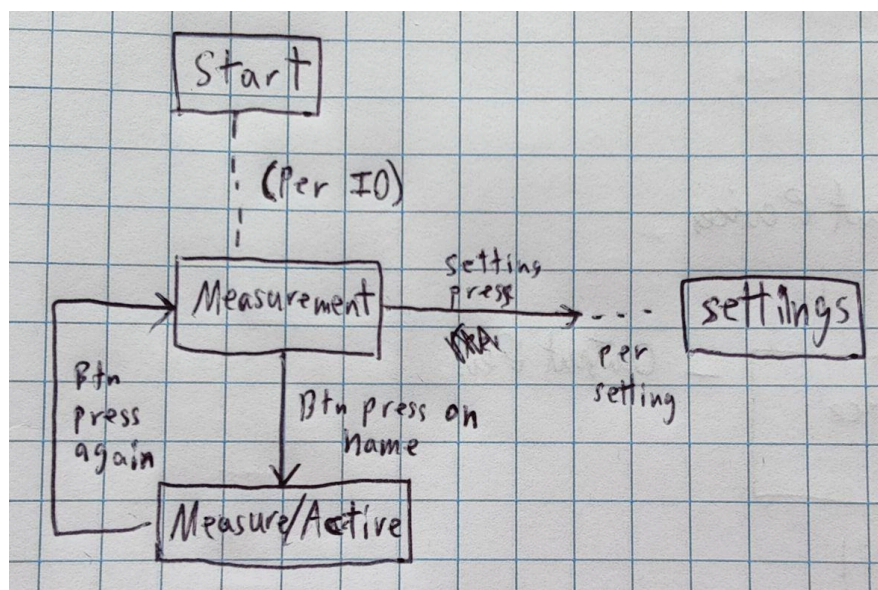 Start
(Per IO)
Measurement
setting
press
settings
per
setting
Btn
press
again
Btn press on
name
Measure/Active